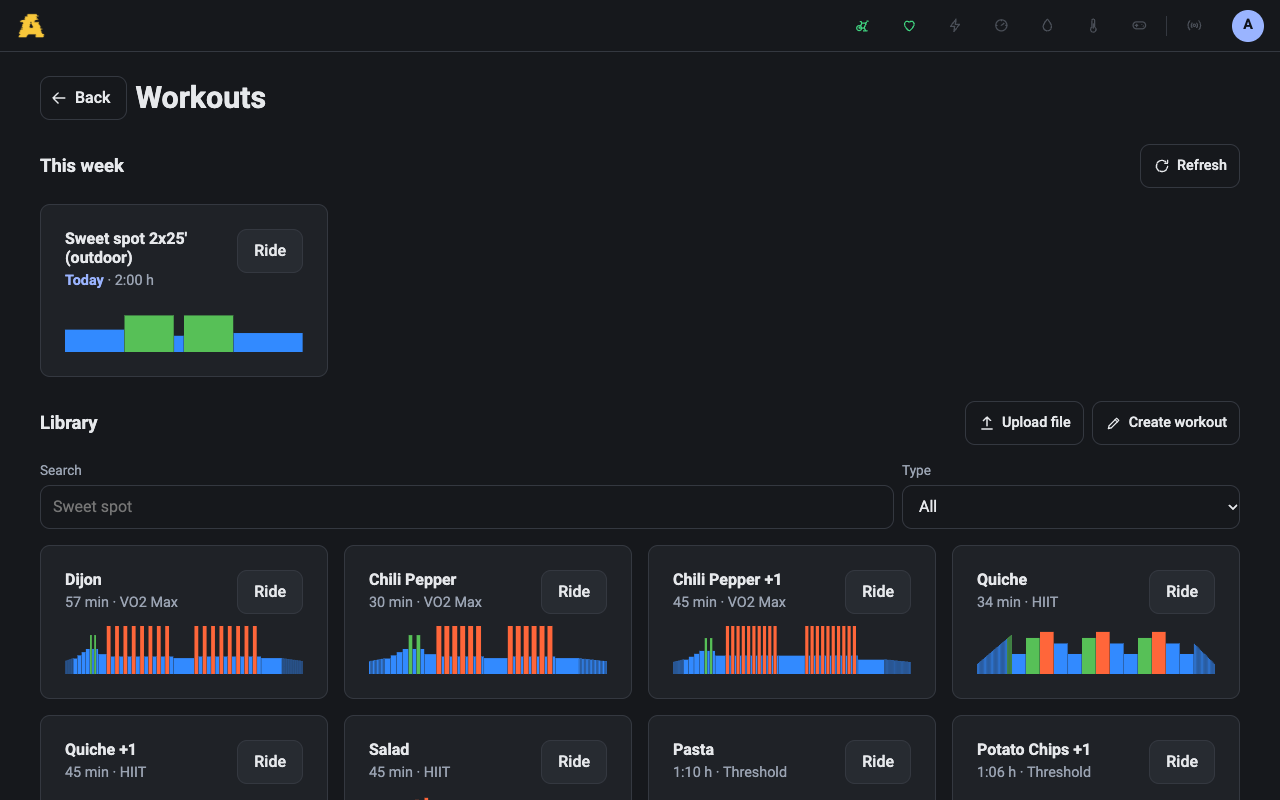 A
A
Back
Workouts
This week
Refresh
Sweet spot 2x25'
(outdoor)
Ride
Today · 2:00 h
Library
Upload file
Create workout
Search
Type
Sweet spot
All
Dijon
Ride
57 min · VO2 Max
Chili Pepper
Ride
30 min · VO2 Max
Chili Pepper +1
Ride
45 min · VO2 Max
Quiche
Ride
34 min · HIIT
Quiche +1
Ride
45 min · HIIT
Salad
Ride
45 min · HIIT
Pasta
Ride
1:10 h · Threshold
Potato Chips +1
Ride
1:06 h · Threshold